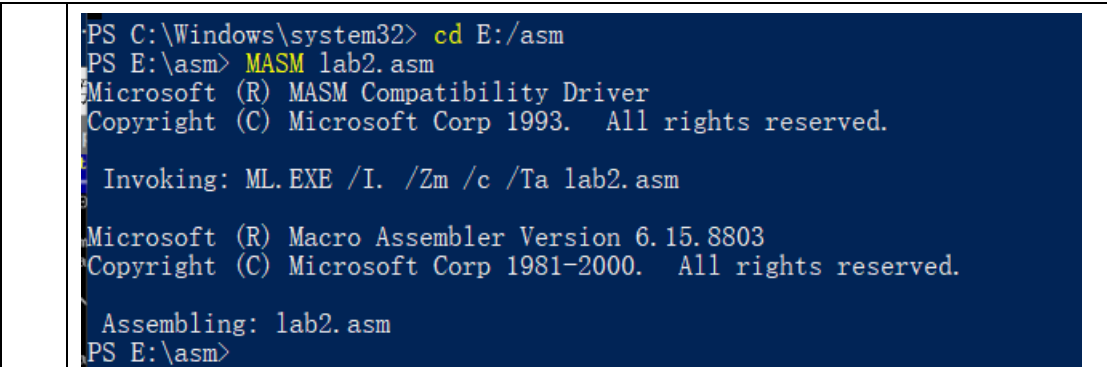 PS C:\Windows\system32> cd E:/asm
PS E:\asm> MASM lab2.asm
Microsoft (R) MASM Compatibility Driver
Copyright (C) Microsoft Corp 1993.  All rights reserved.
Invoking: ML.EXE /I. /Zm /c /Ta lab2.asm
Microsoft (R) Macro Assembler Version 6.15.8803
Copyright (C) Microsoft Corp 1981-2000.  All rights reserved.
Assembling: lab2.asm
PS E:\asm>